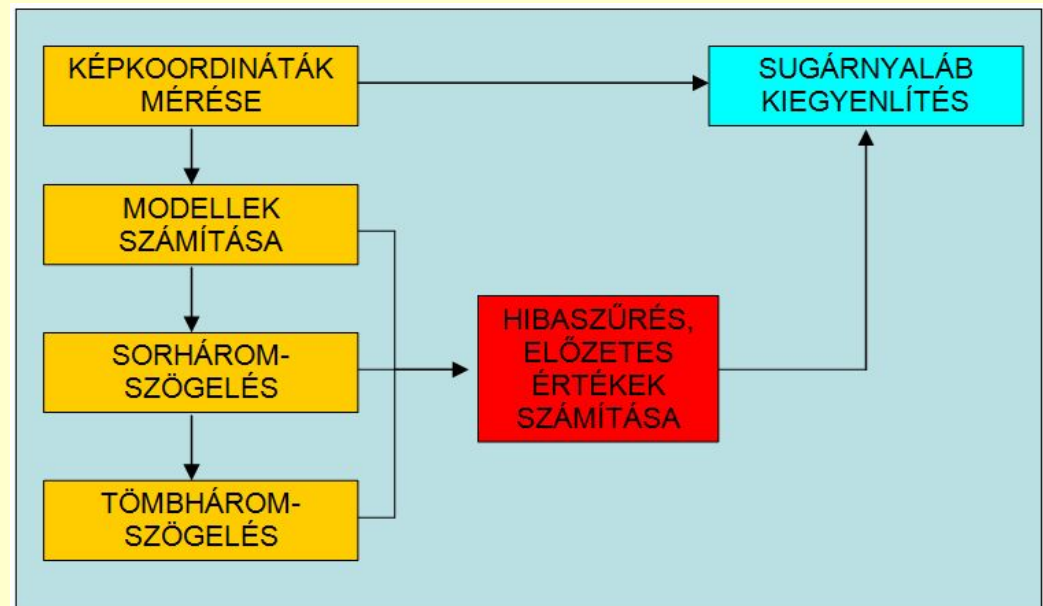 KÉPKOORDINÁTÁK
MÉRÉSE
SUGÁRNYALÁB
KIEGYENLÍTÉS
MODELLEK
SZÁMÍTÁSA
SORHÁROM-
SZÖGELÉS
HIBASZŰRÉS,
ELŐZETES
ÉRTÉKEK
SZÁMÍTÁSA
TÖMBHÁROM-
SZÖGELÉS